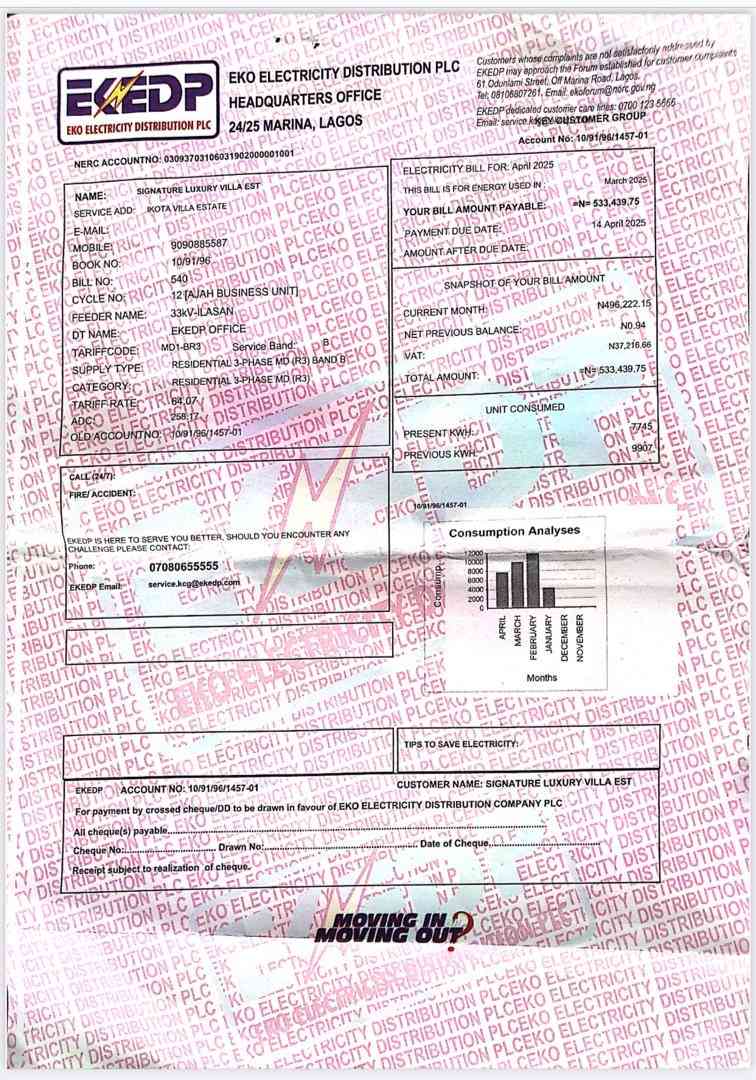 EKEDP
EKO ELECTRICITY DISTRIBUTION PLC
EKO ELECTRICITY DISTRIBUTION PLC
HEADQUARTERS OFFICE
24/25 MARINA, LAGOS
Customers whose complaints are not satisfactorily addressed by
EKEDP may approach the Forum established for customer complaints
61 Odunlami Street, Off Marina Road, Lagos.
Tel: 08106807261, Email: ekoforum@nerc.gov.ng
EKEDP dedicated customer care lines: 0700 123 5666
Email: service.
KEY CUSTOMER GROUP
Account No: 10/91/96/1457-01
NERC ACCOUNTNO: 030937031060319020000001001
NAME: SIGNATURE LUXURY VILLA EST
SERVICE ADD: IKOTA VILLA ESTATE
E-MAIL:
MOBILE: 9090885587
BOOK NO: 10/91/96
BILL NO: 540
CYCLE NO: 12 [AJAH BUSINESS UNIT]
FEEDER NAME: 33kV-ILASAN
DT NAME: EKEDP OFFICE
TARIFFCODE: MD1-BR3 Service Band: B
SUPPLY TYPE: RESIDENTIAL 3-PHASE MD (R3) BAND B
CATEGORY: RESIDENTIAL 3-PHASE MD (R3)
TARIFF RATE: 64.07
ADC: 258.17
OLD ACCOUNTNO: 10/91/96/1457-01
ELECTRICITY BILL FOR: April 2025
THIS BILL IS FOR ENERGY USED IN : March 2025
YOUR BILL AMOUNT PAYABLE: =N= 533,439.75
PAYMENT DUE DATE: 14 April 2025
AMOUNT AFTER DUE DATE:
SNAPSHOT OF YOUR BILL AMOUNT
CURRENT MONTH: N496,222.15
NET PREVIOUS BALANCE: N0.94
VAT: N37,216.66
TOTAL AMOUNT: =N= 533,439.75
UNIT CONSUMED
PRESENT KWH: 7745
PREVIOUS KWH: 9907
CALL (24/7):
FIRE/ ACCIDENT:
EKEDP IS HERE TO SERVE YOU BETTER, SHOULD YOU ENCOUNTER ANY
CHALLENGE PLEASE CONTACT:
Phone: 07080655555
EKEDP Email: service.kcg@ekedp.com
10/91/96/1457-01
Consumption Analyses
Consump.
12000
10000
8000
6000
4000
2000
0
APRIL
MARCH
FEBRUARY
JANUARY
DECEMBER
NOVEMBER
Months
TIPS TO SAVE ELECTRICITY:
EKEDP ACCOUNT NO: 10/91/96/1457-01 CUSTOMER NAME: SIGNATURE LUXURY VILLA EST
For payment by crossed cheque/DD to be drawn in favour of EKO ELECTRICITY DISTRIBUTION COMPANY PLC
All cheque(s) payable
Cheque No: Drawn No: Date of Cheque
Receipt subject to realization of cheque.
MOVING IN
MOVING OUT?